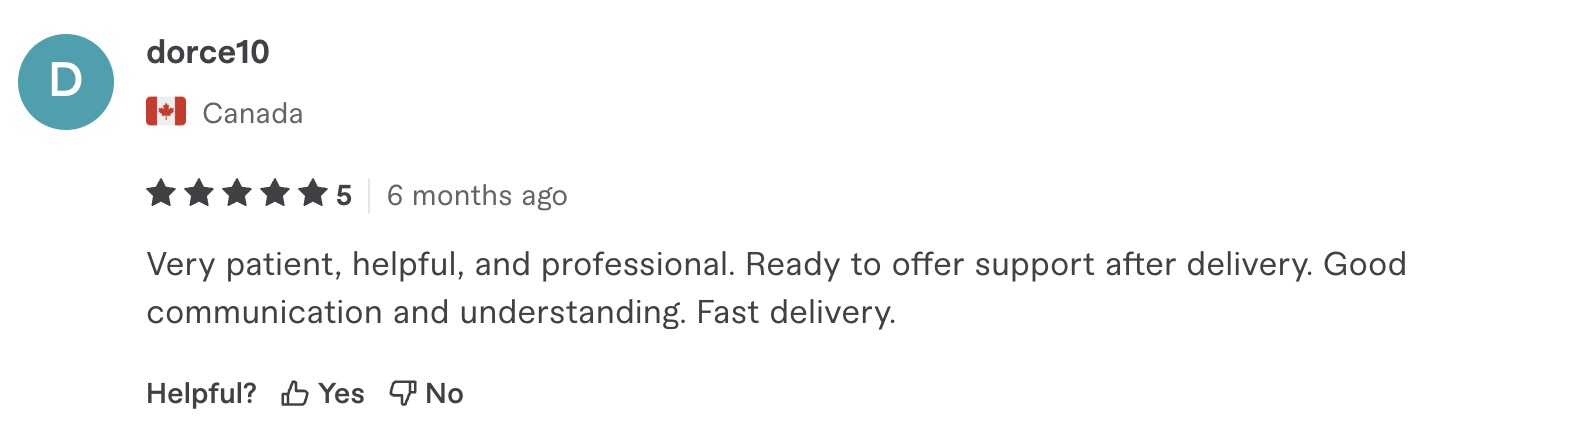 D
dorce10
Canada
5
6 months ago
Very patient, helpful, and professional. Ready to offer support after delivery. Good
communication and understanding. Fast delivery.
Helpful? Yes No